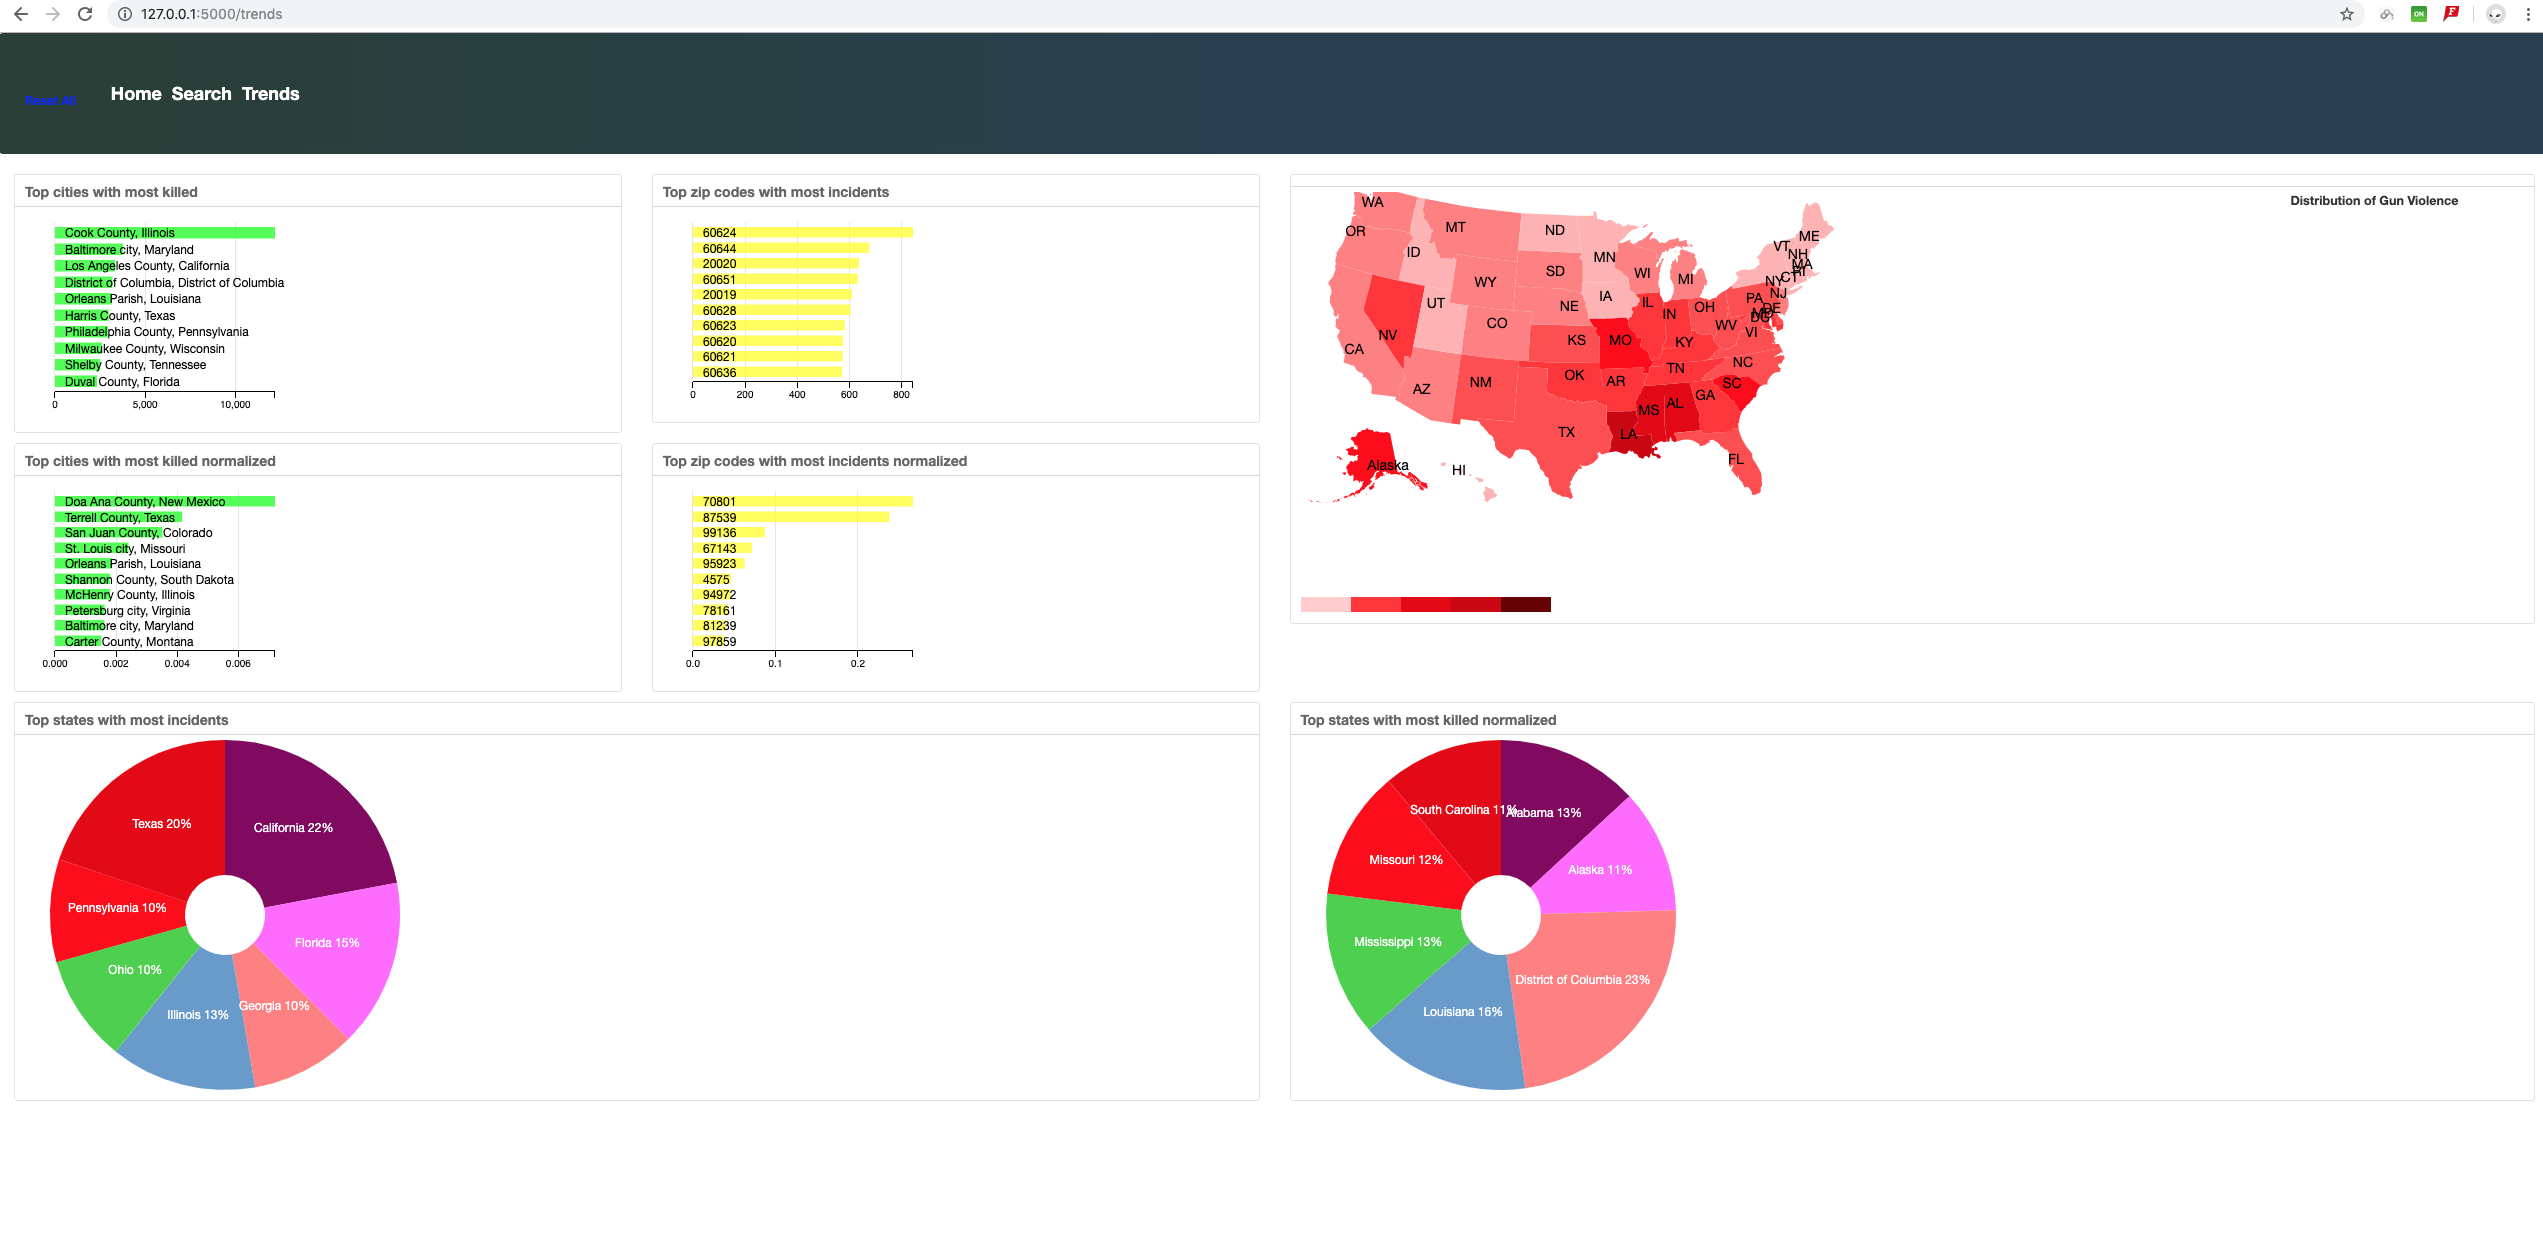 127.0.0.1:5000/trends
ON
F
Reset All
Home Search Trends
Top cities with most killed
Cook County, Illinois
Baltimore city, Maryland
Los Angeles County, California
District of Columbia, District of Columbia
Orleans Parish, Louisiana
Harris County, Texas
Philadelphia County, Pennsylvania
Milwaukee County, Wisconsin
Shelby County, Tennessee
Duval County, Florida
0 5,000 10,000
Top zip codes with most incidents
60624
60644
20020
60651
20019
60628
60623
60620
60621
60636
0 200 400 600 800
Distribution of Gun Violence
WA
OR
ID
MT
ND
MN
WI
MI
SD
WY
NE
IA
IL
IN
OH
PA
NJ
NY
CT
RI
MA
NH
VT
ME
DE
MD
DC
WV
VI
KY
MO
KS
CO
UT
NV
CA
AZ
NM
OK
AR
TN
NC
SC
GA
AL
MS
LA
TX
FL
Alaska
HI
Top cities with most killed normalized
Doa Ana County, New Mexico
Terrell County, Texas
San Juan County, Colorado
St. Louis city, Missouri
Orleans Parish, Louisiana
Shannon County, South Dakota
McHenry County, Illinois
Petersburg city, Virginia
Baltimore city, Maryland
Carter County, Montana
0.000 0.002 0.004 0.006
Top zip codes with most incidents normalized
70801
87539
99136
67143
95923
4575
94972
78161
81239
97859
0.0 0.1 0.2
Top states with most incidents
Texas 20%
California 22%
Pennsylvania 10%
Florida 15%
Ohio 10%
Georgia 10%
Illinois 13%
Top states with most killed normalized
South Carolina 11%
Alabama 13%
Missouri 12%
Alaska 11%
Mississippi 13%
District of Columbia 23%
Louisiana 16%